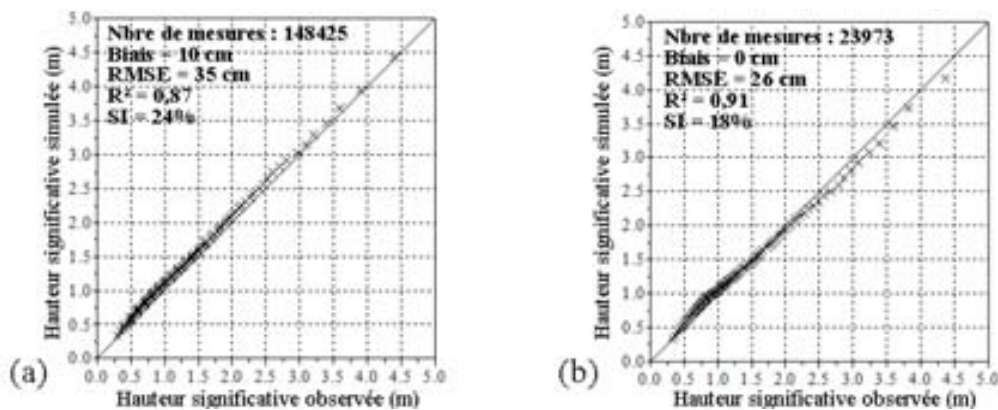 Nbre de mesures : 148425
Biais = 10 cm
RMSE = 35 cm
R² = 0,87
SI = 24%
Hauteur significative simulée (m)
5.0
4.5
4.0
3.5
3.0
2.5
2.0
1.5
1.0
0.5
0.0
0.0 0.5 1.0 1.5 2.0 2.5 3.0 3.5 4.0 4.5 5.0
Hauteur significative observée (m)
(a)
Nbre de mesures : 23973
Biais = 0 cm
RMSE = 26 cm
R² = 0,91
SI = 18%
Hauteur significative simulée (m)
5.0
4.5
4.0
3.5
3.0
2.5
2.0
1.5
1.0
0.5
0.0
0.0 0.5 1.0 1.5 2.0 2.5 3.0 3.5 4.0 4.5 5.0
Hauteur significative observée (m)
(b)